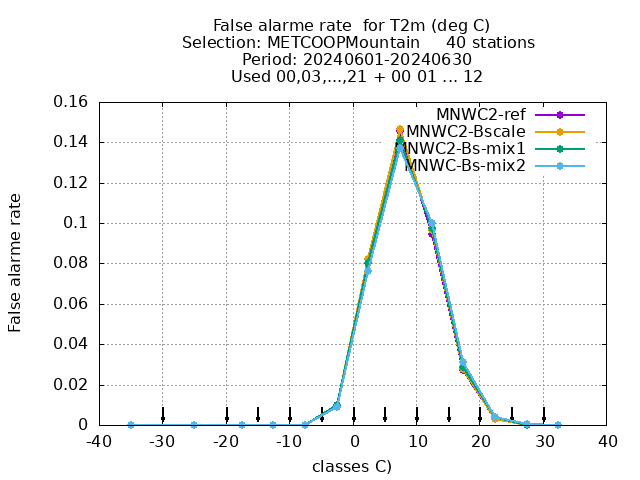 False alarme rate  for T2m (deg C)
Selection: METCOOPMountain     40 stations
Period: 20240601-20240630
Used 00,03,...,21 + 00 01 ... 12
0.16
0.14
0.12
0.1
0.08
0.06
0.04
0.02
0
False alarme rate
MNWC2-ref
MNWC2-Bscale
MNWC2-Bs-mix1
MNWC-Bs-mix2
-40 -30 -20 -10 0 10 20 30 40
classes C)